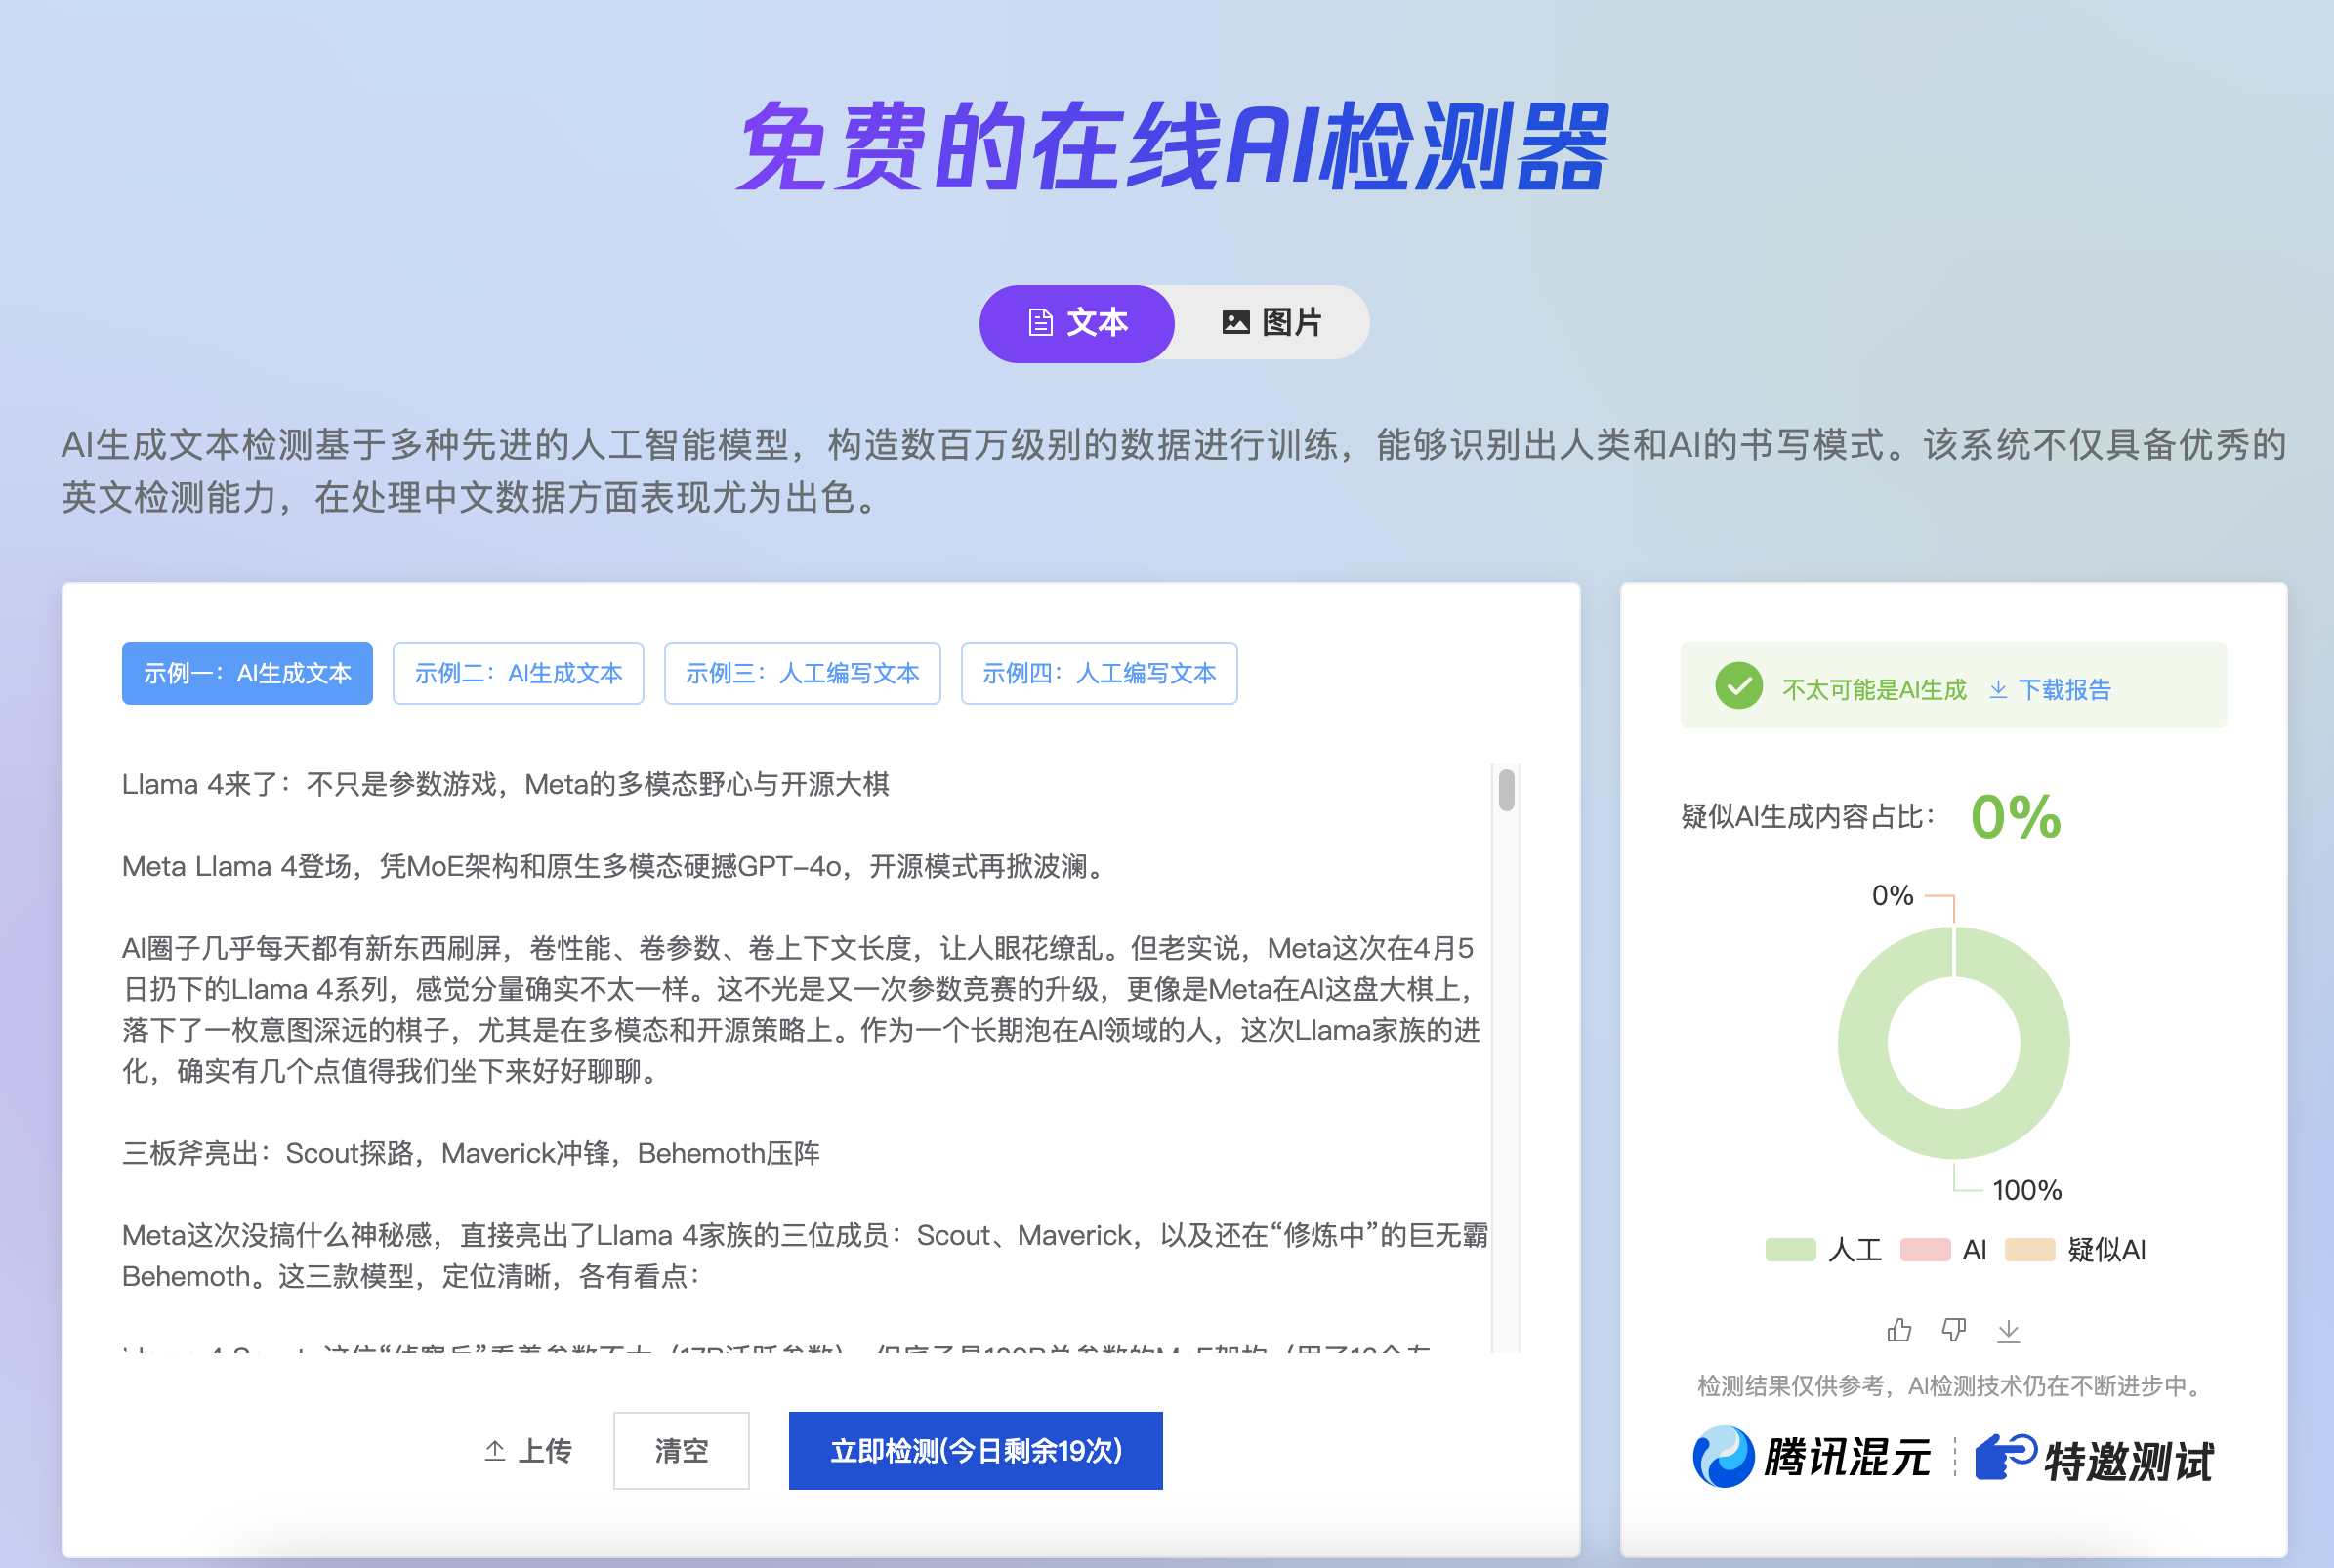 免费的在线AI检测器
文本
图片
AI生成文本检测基于多种先进的人工智能模型，构造数百万级别的数据进行训练，能够识别出人类和AI的书写模式。该系统不仅具备优秀的
英文检测能力，在处理中文数据方面表现尤为出色。
示例一：AI生成文本
示例二：AI生成文本
示例三：人工编写文本
示例四：人工编写文本
Llama 4来了：不只是参数游戏，Meta的多模态野心与开源大棋
Meta Llama 4登场，凭MoE架构和原生多模态硬撼GPT-4o，开源模式再掀波澜。
AI圈子几乎每天都有新东西刷屏，卷性能、卷参数、卷上下文长度，让人眼花缭乱。但老实说，Meta这次在4月5
日扔下的Llama 4系列，感觉分量确实不太一样。这不光是又一次参数竞赛的升级，更像是Meta在AI这盘大棋上，
落下了一枚意图深远的棋子，尤其是在多模态和开源策略上。作为一个长期泡在AI领域的人，这次Llama家族的进
化，确实有几个点值得我们坐下来好好聊聊。
三板斧亮出：Scout探路，Maverick冲锋，Behemoth压阵
Meta这次没搞什么神秘感，直接亮出了Llama 4家族的三位成员：Scout、Maverick，以及还在“修炼中”的巨无霸
Behemoth。这三款模型，定位清晰，各有看点：
上传
清空
立即检测(今日剩余19次)
不太可能是AI生成
下载报告
疑似AI生成内容占比：
0%
0%
100%
人工
AI
疑似AI
检测结果仅供参考，AI检测技术仍在不断进步中。
腾讯混元
特邀测试